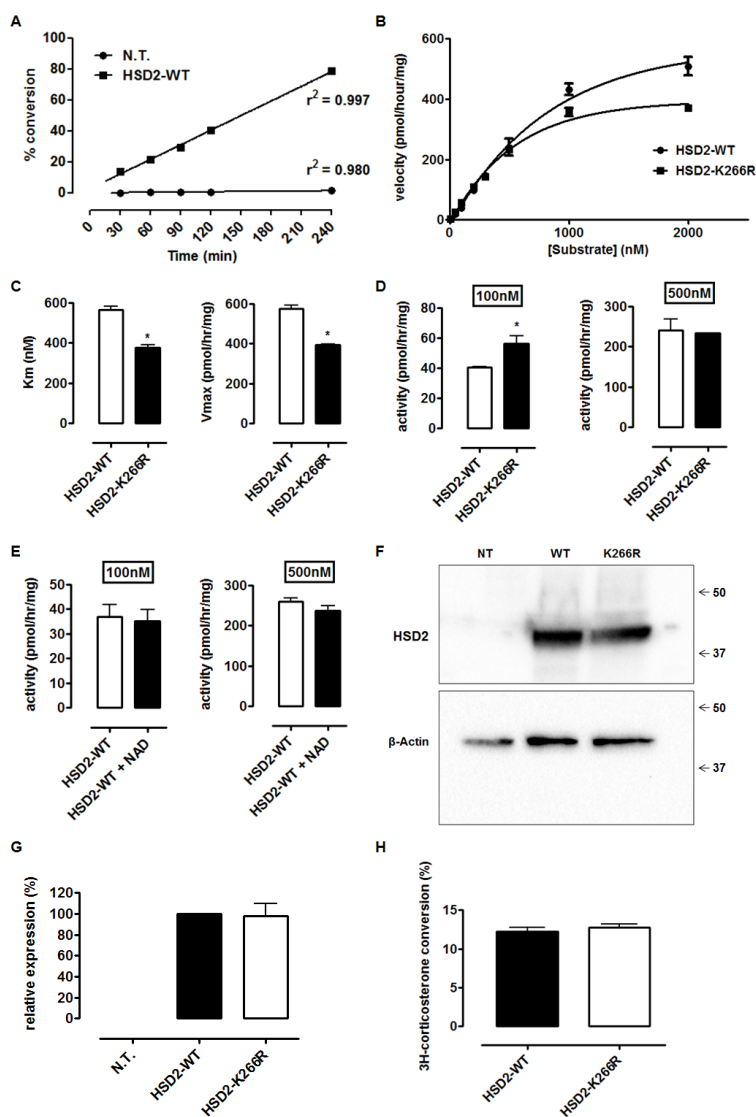 A
% conversion
100
80
60
40
20
0
N.T.
HSD2-WT
r2 = 0.997
r2 = 0.980
0 30 60 90 120 150 180 210 240
Time (min)
B
velocity (pmol/hour/mg)
600
400
200
0
HSD2-WT
HSD2-K266R
0 1000 2000
[Substrate] (nM)
C
Km (nM)
600
400
200
0
*
HSD2-WT
HSD2-K266R
Vmax (pmol/hr/mg)
600
400
200
0
*
HSD2-WT
HSD2-K266R
D
100nM
activity (pmol/hr/mg)
80
60
40
20
0
*
HSD2-WT
HSD2-K266R
500nM
activity (pmol/hr/mg)
300
200
100
0
HSD2-WT
HSD2-K266R
E
100nM
activity (pmol/hr/mg)
50
40
30
20
10
0
HSD2-WT
HSD2-WT + NAD
500nM
activity (pmol/hr/mg)
300
200
100
0
HSD2-WT
HSD2-WT + NAD
F
NT WT K266R
HSD2
← 50
← 37
β-Actin
← 50
← 37
G
relative expression (%)
120
100
80
60
40
20
0
N.T.
HSD2-WT
HSD2-K266R
H
3H-corticosterone conversion (%)
15
10
5
0
HSD2-WT
HSD2-K266R